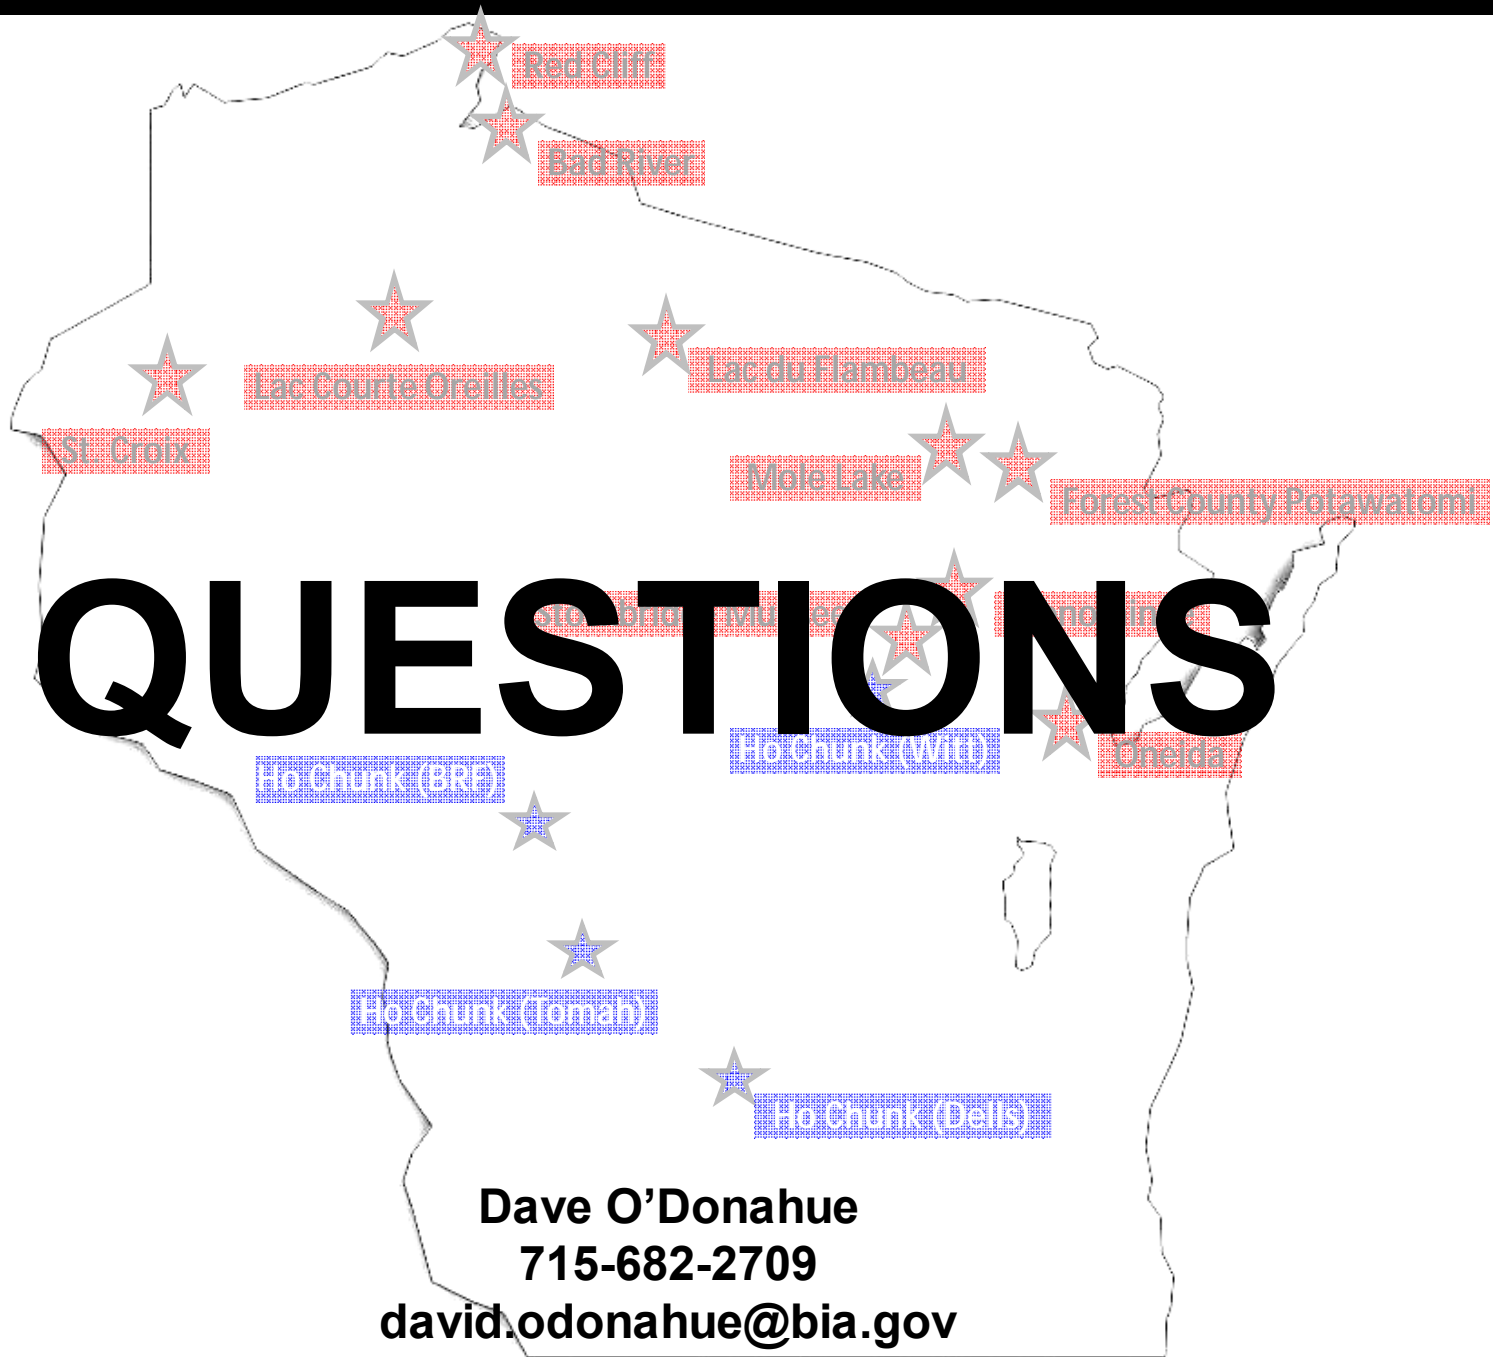 Red Cliff
Bad River
Lac Courte Oreilles
Lac du Flambeau
St. Croix
Mole Lake
Forest County Potawatomi
QUESTIONS
Ho Chunk (Witt)
Oneida
Ho Chunk (BRF)
Ho Chunk (Tomah)
Ho Chunk (Dells)
Dave O’Donahue
715-682-2709
david.odonahue@bia.gov